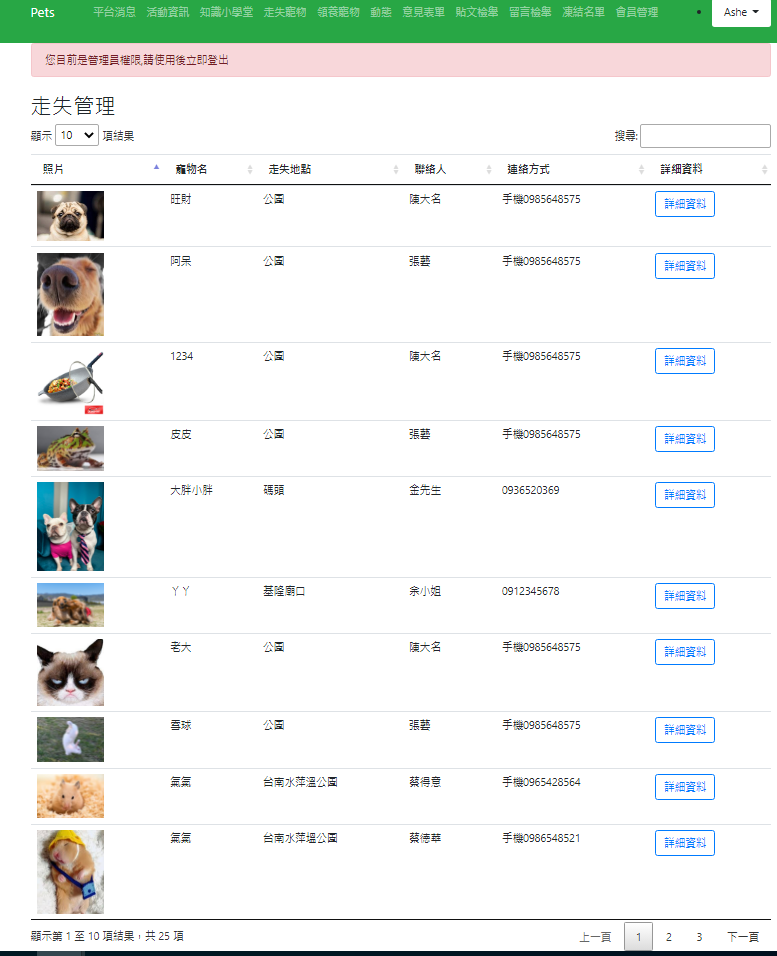 Pets 平台消息 活動資訊 知識小學堂 走失寵物 領養寵物 動態 意見表單 貼文檢舉 留言檢舉 凍結名單 會員管理 Ashe
您目前是管理員權限,請使用後立即登出
走失管理
顯示 10 項結果 搜尋:
照片 寵物名 走失地點 聯絡人 連絡方式 詳細資料
旺財 公園 陳大名 手機0985648575 詳細資料
阿呆 公園 張藝 手機0985648575 詳細資料
1234 公園 陳大名 手機0985648575 詳細資料
皮皮 公園 張藝 手機0985648575 詳細資料
大胖小胖 碼頭 金先生 0936520369 詳細資料
丫丫 基隆廟口 余小姐 0912345678 詳細資料
老大 公園 陳大名 手機0985648575 詳細資料
雪球 公園 張藝 手機0985648575 詳細資料
氣氣 台南水萍溫公園 蔡得意 手機0965428564 詳細資料
氣氣 台南水萍塭公園 蔡德華 手機0986548521 詳細資料
顯示第 1 至 10 項結果，共 25 項 上一頁 1 2 3 下一頁